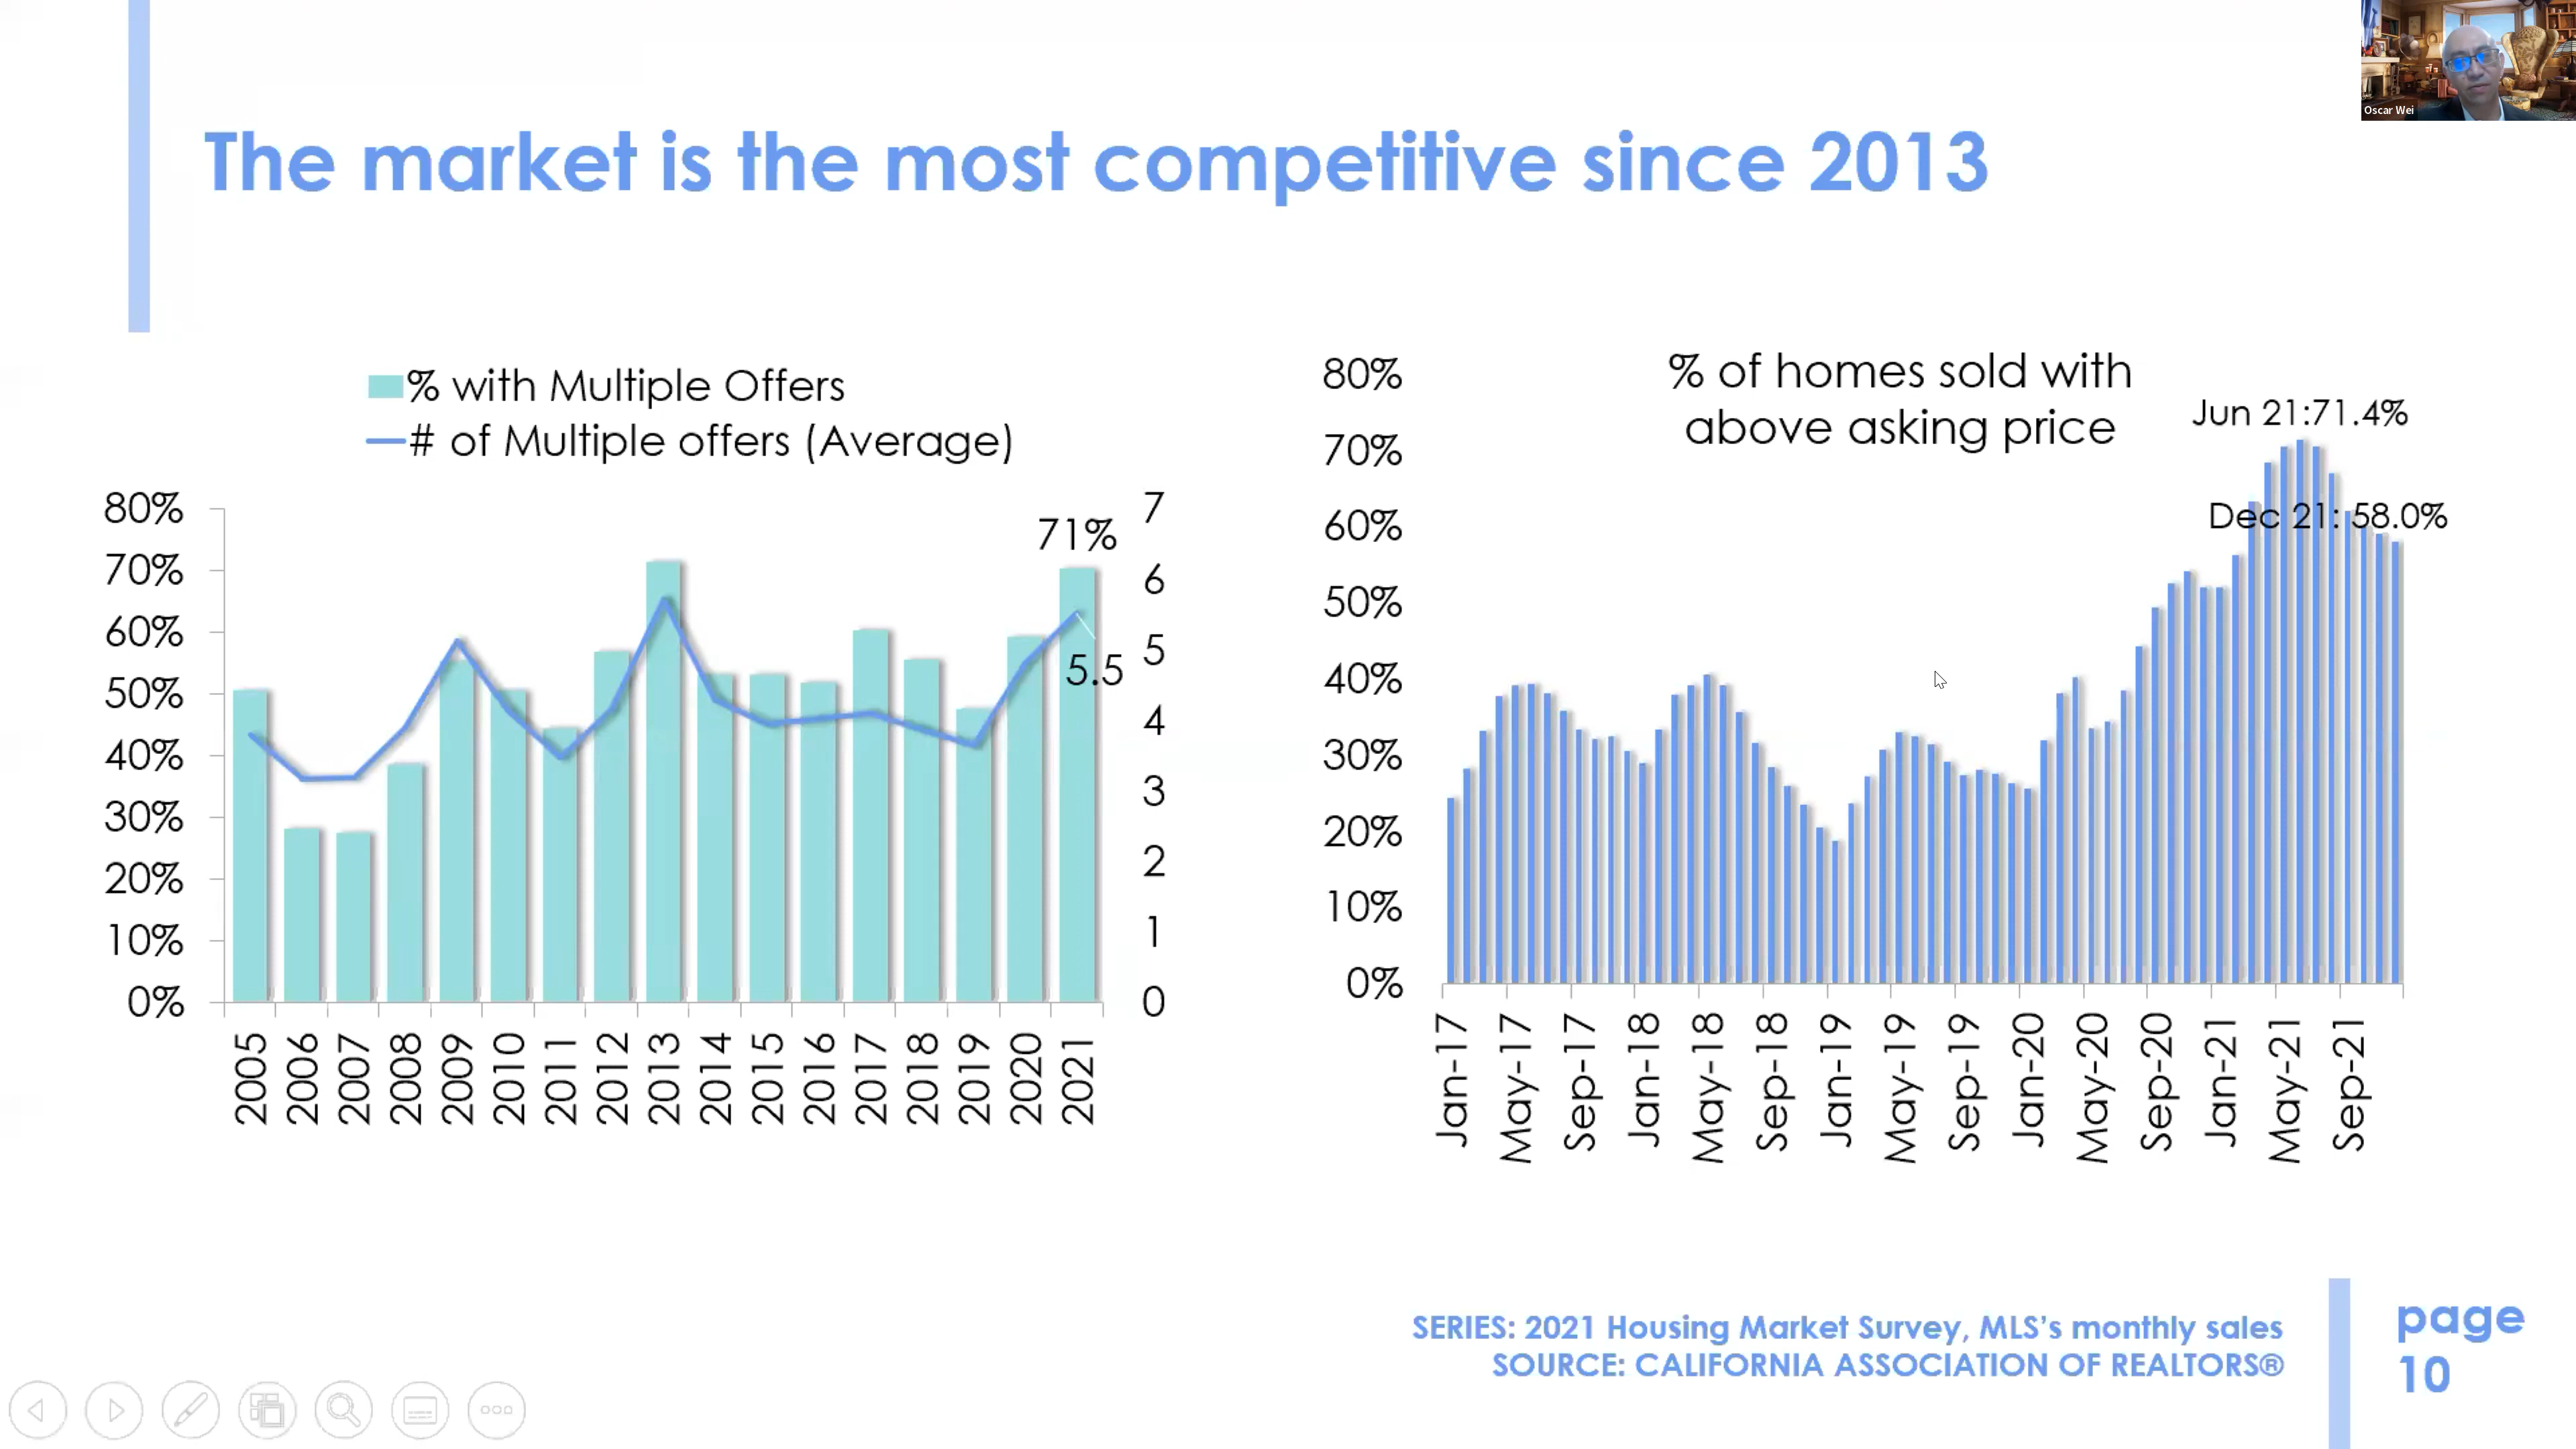 Oscar Wei
The market is the most competitive since 2013
% with Multiple Offers
# of Multiple offers (Average)
80%
70%
60%
50%
40%
30%
20%
10%
0%
7
6
5
4
3
2
1
0
71%
5.5
2005
2006
2007
2008
2009
2010
2011
2012
2013
2014
2015
2016
2017
2018
2019
2020
2021
% of homes sold with
above asking price
80%
70%
60%
50%
40%
30%
20%
10%
0%
Jun 21:71.4%
Dec 21: 58.0%
Jan-17
May-17
Sep-17
Jan-18
May-18
Sep-18
Jan-19
May-19
Sep-19
Jan-20
May-20
Sep-20
Jan-21
May-21
Sep-21
SERIES: 2021 Housing Market Survey, MLS’s monthly sales
SOURCE: CALIFORNIA ASSOCIATION OF REALTORS®
page
10